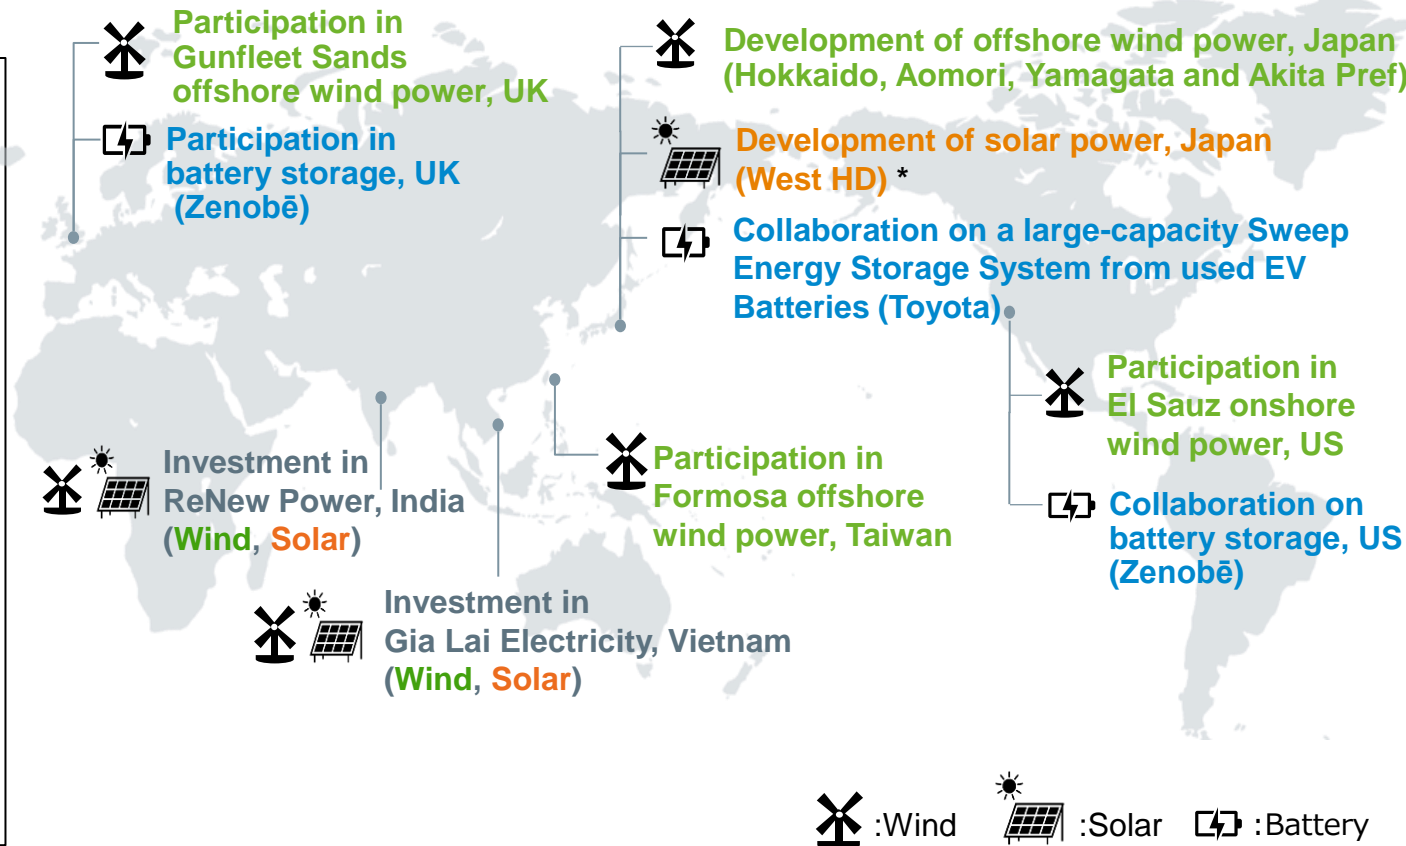 Participation in
Gunfleet Sands
offshore wind power, UK
Participation in
battery storage, UK
(Zenobē)
Development of offshore wind power, Japan
(Hokkaido, Aomori, Yamagata and Akita Pref)
Development of solar power, Japan
(West HD) *
Collaboration on a large-capacity Sweep
Energy Storage System from used EV
Batteries (Toyota)
Participation in
El Sauz onshore
wind power, US
Collaboration on
battery storage, US
(Zenobē)
Investment in
ReNew Power, India
(Wind, Solar)
Participation in
Formosa offshore
wind power, Taiwan
Investment in
Gia Lai Electricity, Vietnam
(Wind, Solar)
:Wind :Solar :Battery